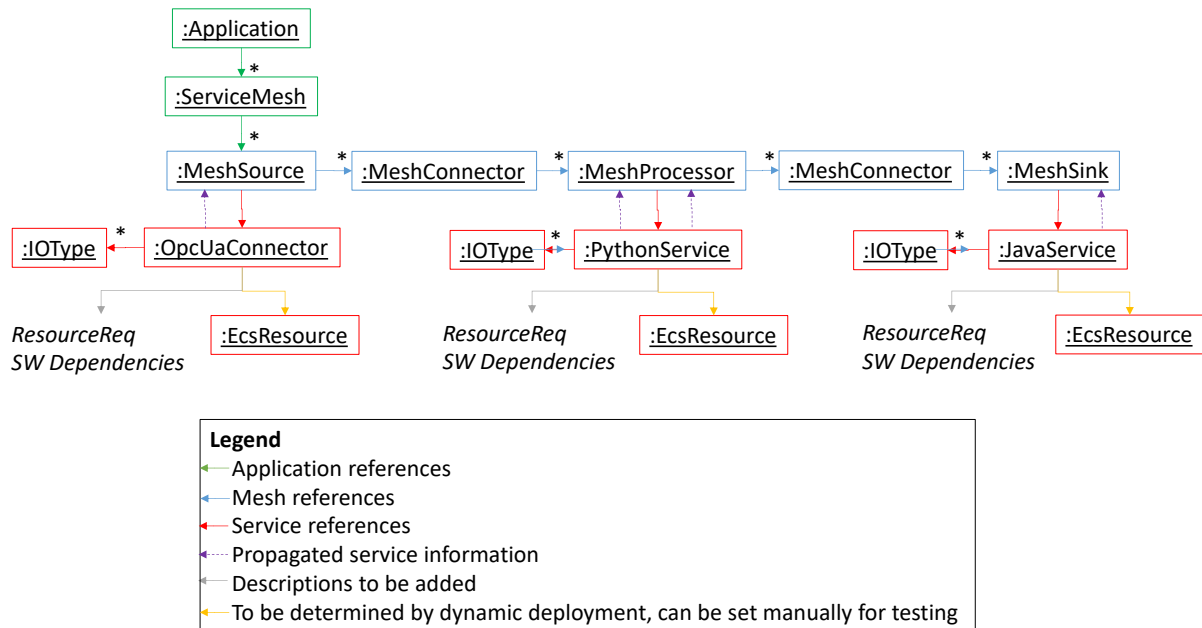 :Application
*
:ServiceMesh
*
:MeshSource
*
:MeshConnector
*
:MeshProcessor
*
:MeshConnector
*
:MeshSink
:IOType
*
:OpcUaConnector
:IOType
*
:PythonService
:IOType
*
:JavaService
ResourceReq
SW Dependencies
:EcsResource
ResourceReq
SW Dependencies
:EcsResource
ResourceReq
SW Dependencies
:EcsResource
Legend
Application references
Mesh references
Service references
Propagated service information
Descriptions to be added
To be determined by dynamic deployment, can be set manually for testing